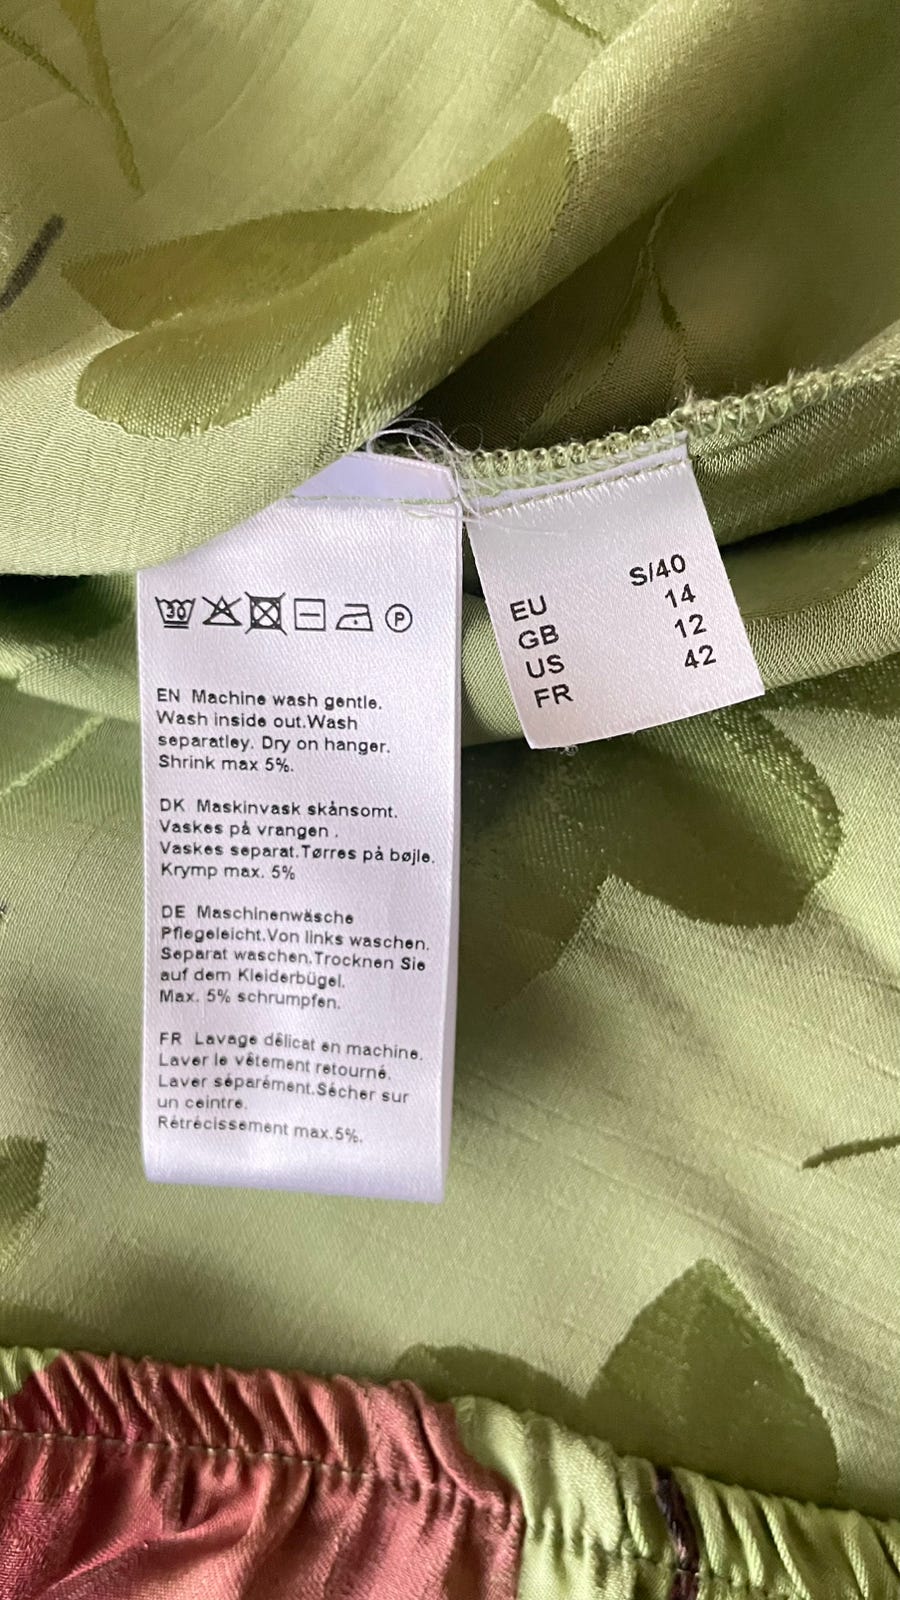 30
P
EN Machine wash gentle.
Wash inside out.Wash
separatley. Dry on hanger.
Shrink max 5%.
DK Maskinvask skånsomt.
Vaskes på vrangen .
Vaskes separat.Tørres på bøjle.
Krymp max. 5%
DE Maschinenwäsche
Pflegeleicht.Von links waschen.
Separat waschen.Trocknen Sie
auf dem Kleiderbügel.
Max. 5% schrumpfen.
FR Lavage délicat en machine.
Laver le vêtement retourné.
Laver séparément.Sécher sur
un ceintre.
Rétrécissement max.5%.
EU S/40
GB 14
US 12
FR 42